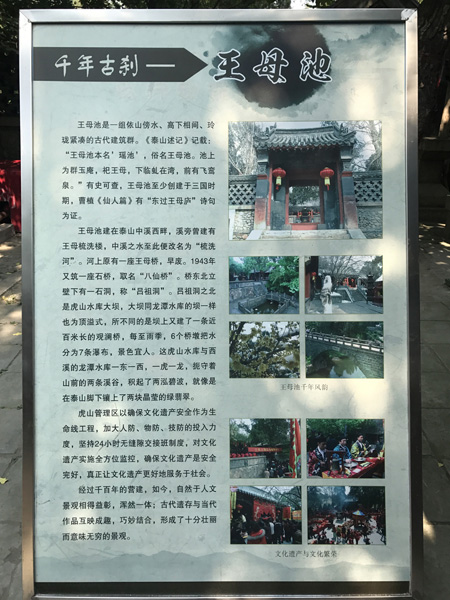 千年古刹——
王母池
王母池是一组依山傍水、高下相间、玲
珑紧凑的古代建筑群。《泰山述记》记载：
“王母池本名‘瑶池’，俗名王母池。池上
为群玉庵，祀王母，下临虬在湾，前有飞鸾
泉。”有史可查，王母池至少创建于三国时
期，曹植《仙人篇》有“东过王母庐”诗句
为证。
王母池建在泰山中溪西畔，溪旁曾建有
王母梳洗楼，中溪之水至此便改名为“梳洗
河”。河上原有一座王母桥，早废。1943年
又筑一座石桥，取名“八仙桥”。桥东北立
壁下有一石洞，称“吕祖洞”。吕祖洞之北
是虎山水库大坝，大坝同龙潭水库的坝一样
也为顶溢式，所不同的是坝上又建了一条近
百米长的观澜桥，每至雨季，6个桥墩把水
分为7条瀑布，景色宜人。这虎山水库与西
溪的龙潭水库一东一西，一虎一龙，扼守着
山前的两条溪谷，积起了两泓碧波，就像是
在泰山脚下镶上了两块晶莹的绿翡翠。
虎山管理区以确保文化遗产安全作为生
命线工程，加大人防、物防、技防的投入力
度，坚持24小时无缝隙交接班制度，对文化
遗产实施全方位监控，确保文化遗产是安全
完好，真正让文化遗产更好地服务于社会。
经过千百年的营建，如今，自然于人文
景观相得益彰，浑然一体；古代遗存与当代
作品互映成趣，巧妙结合，形成了十分壮丽
而意味无穷的景观。
王母池千年风韵
文化遗产与文化繁荣